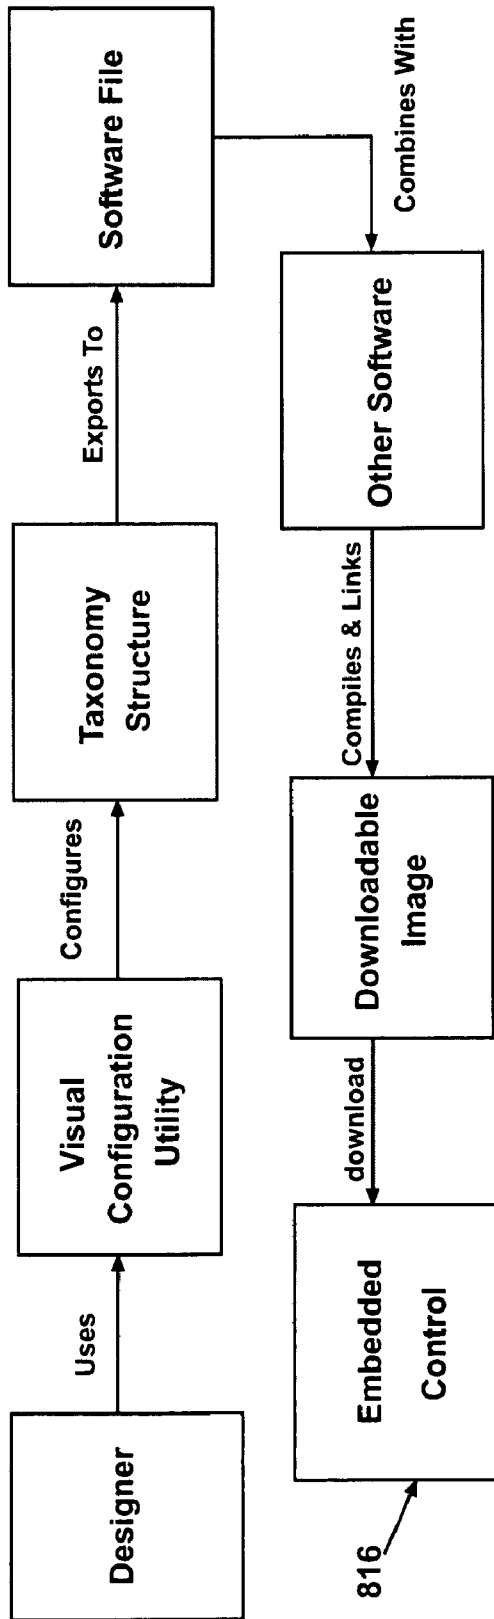 Designer
Uses
Visual
Configuration
Utility
Configures
Taxonomy
Structure
Exports To
Software File
Combines With
Other Software
Compiles & Links
Downloadable
Image
download
Embedded
Control
816